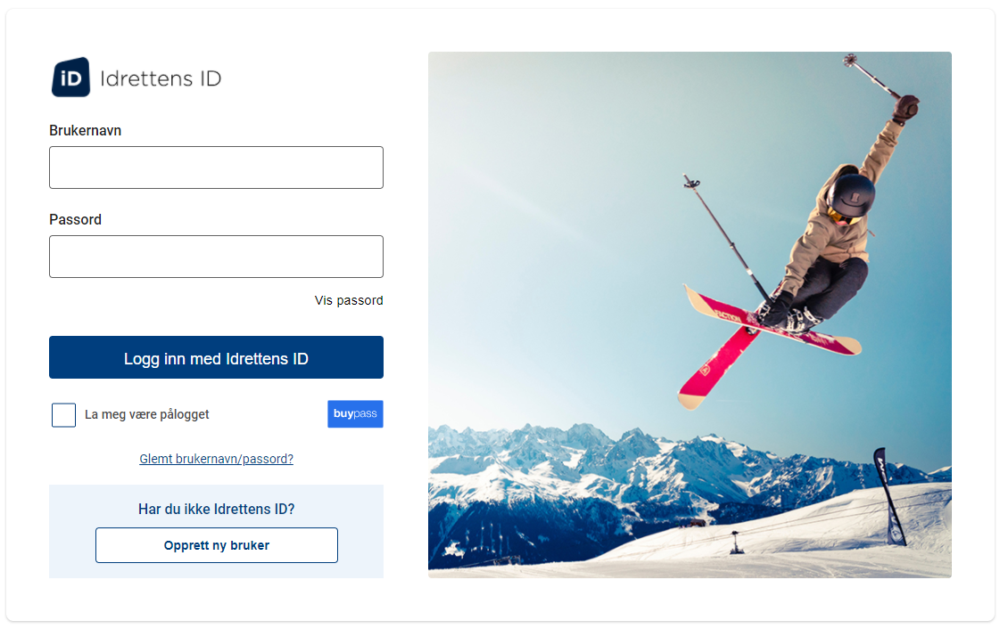 iD Idrettens ID
Brukernavn
Passord
Vis passord
Logg inn med Idrettens ID
La meg være pålogget
buypass
Glemt brukernavn/passord?
Har du ikke Idrettens ID?
Opprett ny bruker